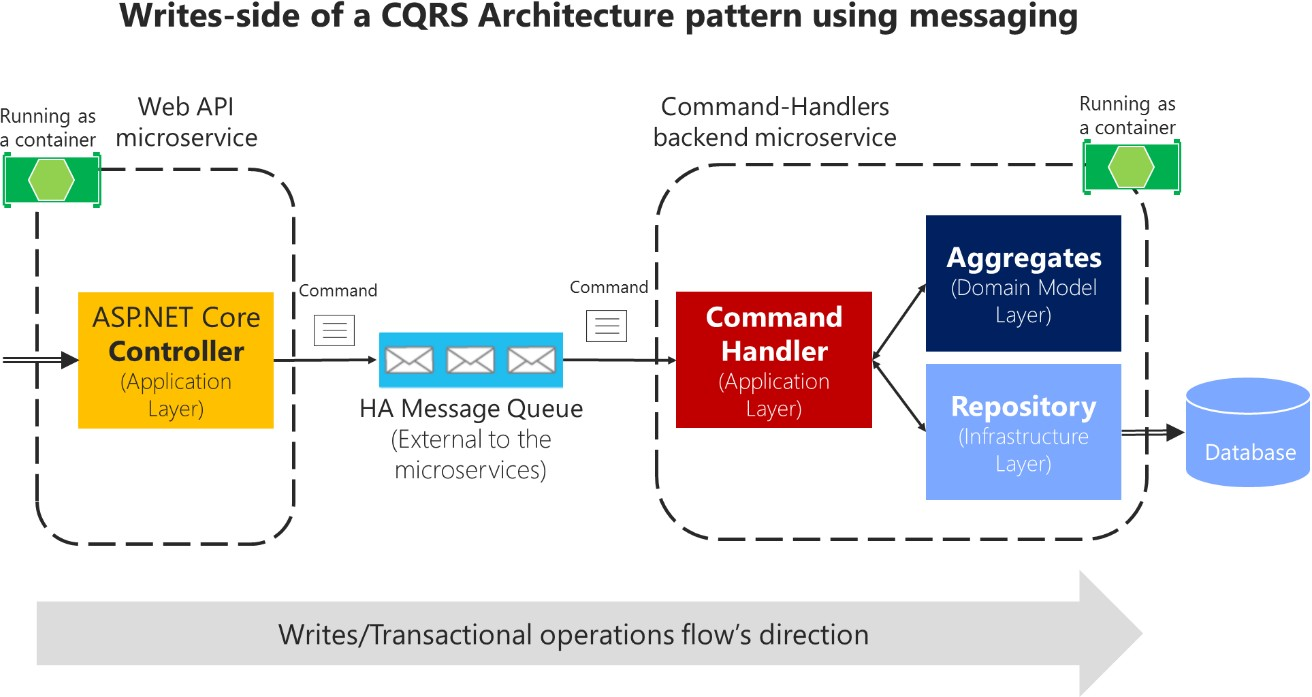 Writes-side of a CQRS Architecture pattern using messaging
Running as
a container
Web API
microservice
Command-Handlers
backend microservice
Running as
a container
ASP.NET Core
Controller
(Application
Layer)
Command
HA Message Queue
(External to the
microservices)
Command
Command
Handler
(Application
Layer)
Aggregates
(Domain Model
Layer)
Repository
(Infrastructure
Layer)
Database
Writes/Transactional operations flow's direction